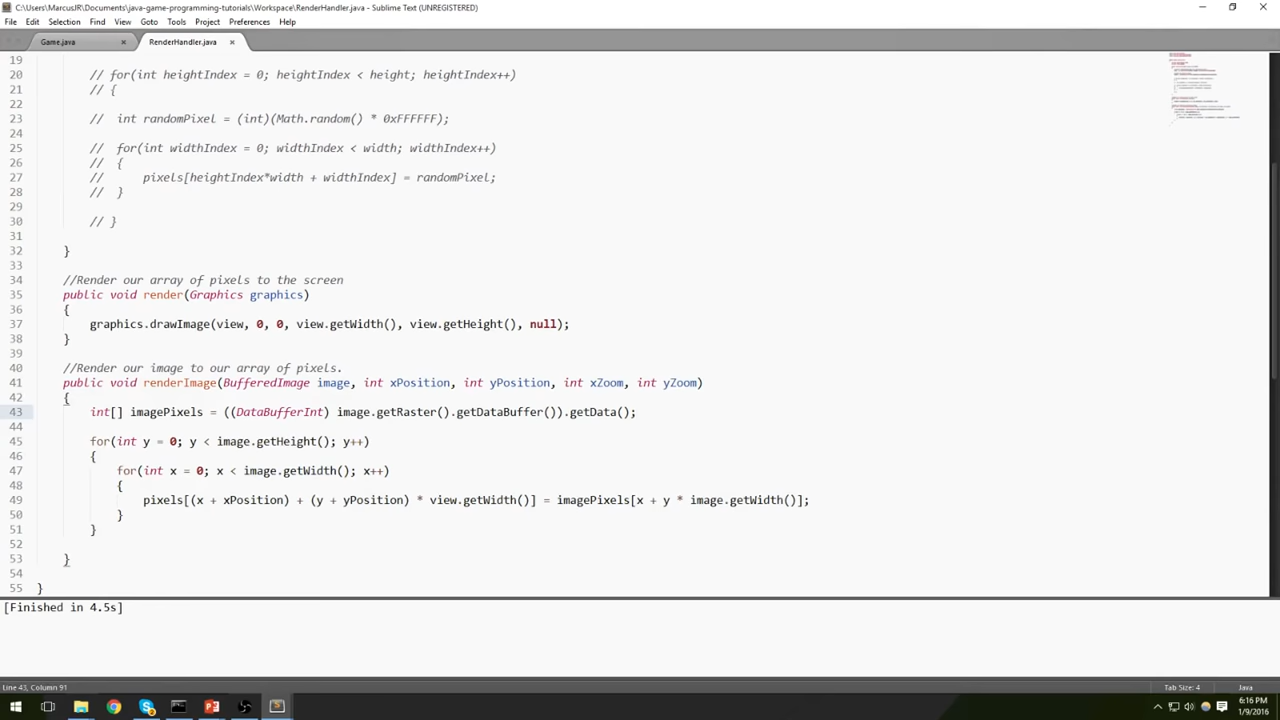 C:\Users\MarcusJR\Documents\java-game-programming-tutorials\Workspace\RenderHandler.java - Sublime Text (UNREGISTERED)
File Edit Selection Find View Goto Tools Project Preferences Help
Game.java × RenderHandler.java ×
19
20 // for(int heightIndex = 0; heightIndex < height; heightIndex++)
21 // {
22
23 // int randomPixel = (int)(Math.random() * 0xFFFFFF);
24
25 // for(int widthIndex = 0; widthIndex < width; widthIndex++)
26 // {
27 // pixels[heightIndex*width + widthIndex] = randomPixel;
28 // }
29
30 // }
31
32 }
33
34 //Render our array of pixels to the screen
35 public void render(Graphics graphics)
36 {
37 graphics.drawImage(view, 0, 0, view.getWidth(), view.getHeight(), null);
38 }
39
40 //Render our image to our array of pixels.
41 public void renderImage(BufferedImage image, int xPosition, int yPosition, int xZoom, int yZoom)
42 {
43 int[] imagePixels = ((DataBufferInt) image.getRaster().getDataBuffer()).getData();
44
45 for(int y = 0; y < image.getHeight(); y++)
46 {
47 for(int x = 0; x < image.getWidth(); x++)
48 {
49 pixels[(x + xPosition) + (y + yPosition) * view.getWidth()] = imagePixels[x + y * image.getWidth()];
50 }
51 }
52
53 }
54
55 }
[Finished in 4.5s]
Line 43, Column 91 Tab Size: 4 Java
6:16 PM
1/9/2016